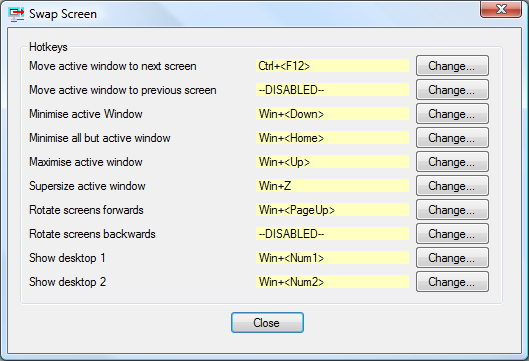 Swap Screen
Hotkeys
Move active window to next screen Ctrl+<F12> Change...
Move active window to previous screen --DISABLED-- Change...
Minimise active Window Win+<Down> Change...
Minimise all but active window Win+<Home> Change...
Maximise active window Win+<Up> Change...
Supersize active window Win+Z Change...
Rotate screens forwards Win+<PageUp> Change...
Rotate screens backwards --DISABLED-- Change...
Show desktop 1 Win+<Num1> Change...
Show desktop 2 Win+<Num2> Change...
Close